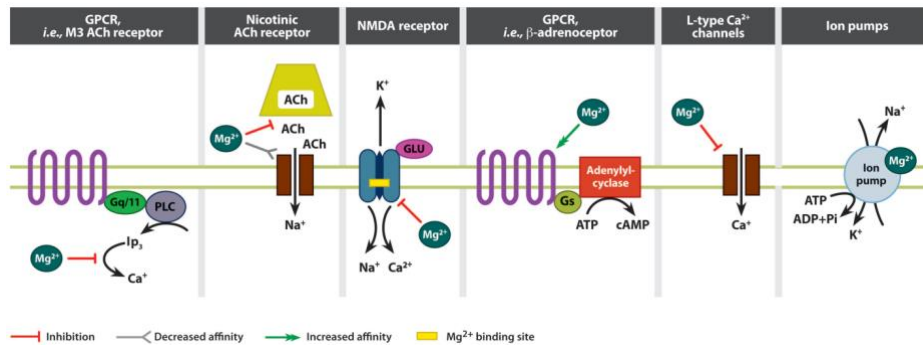 GPCR,
i.e., M3 ACh receptor
Nicotinic
ACh receptor
NMDA receptor
GPCR,
i.e., β-adrenoceptor
L-type Ca²⁺
channels
Ion pumps
Gq/11
PLC
Ip₃
Mg²⁺
Ca⁺
ACh
Mg²⁺
ACh
ACh
Na⁺
K⁺
GLU
Mg²⁺
Na⁺
Ca²⁺
Mg²⁺
Adenylyl-
cyclase
Gs
ATP
cAMP
Mg²⁺
Ca⁺
Na⁺
Mg²⁺
Ion
pump
ATP
ADP+Pi
K⁺
Inhibition
Decreased affinity
Increased affinity
Mg²⁺ binding site